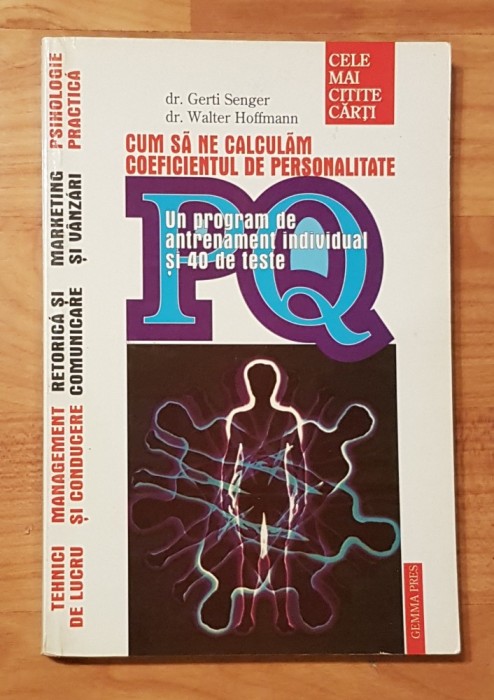 CELE
MAI
CITITE
CĂRȚI
dr. Gerti Senger
dr. Walter Hoffmann
CUM SĂ NE CALCULĂM
COEFICIENTUL DE PERSONALITATE
PQ
Un program de
antrenament individual
și 40 de teste
PSIHOLOGIE
PRACTICĂ
MARKETING
ȘI VÂNZĂRI
RETORICĂ ȘI
COMUNICARE
MANAGEMENT
ȘI CONDUCERE
TEHNICI
DE LUCRU
GEMMA PRES